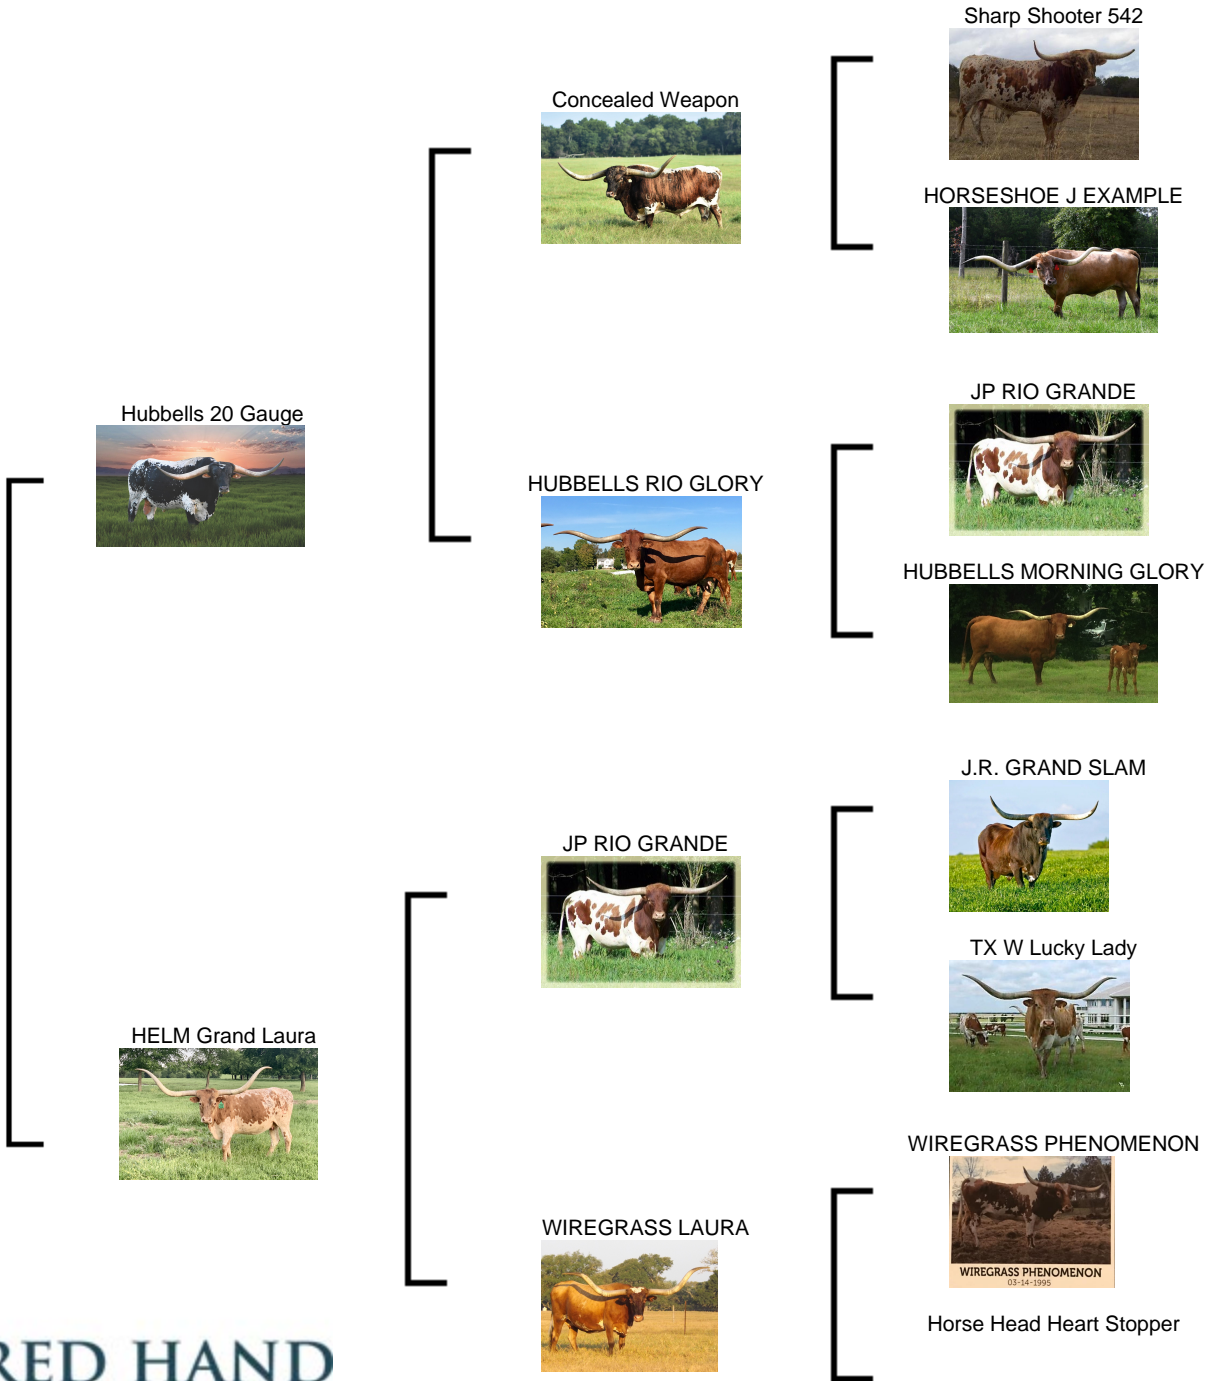 Sharp Shooter 542
Concealed Weapon
HORSESHOE J EXAMPLE
JP RIO GRANDE
Hubbells 20 Gauge
HUBBELLS RIO GLORY
HUBBELLS MORNING GLORY
J.R. GRAND SLAM
JP RIO GRANDE
TX W Lucky Lady
HELM Grand Laura
WIREGRASS PHENOMENON
WIREGRASS LAURA
WIREGRASS PHENOMENON
03-14-1995
Horse Head Heart Stopper
RED HAND